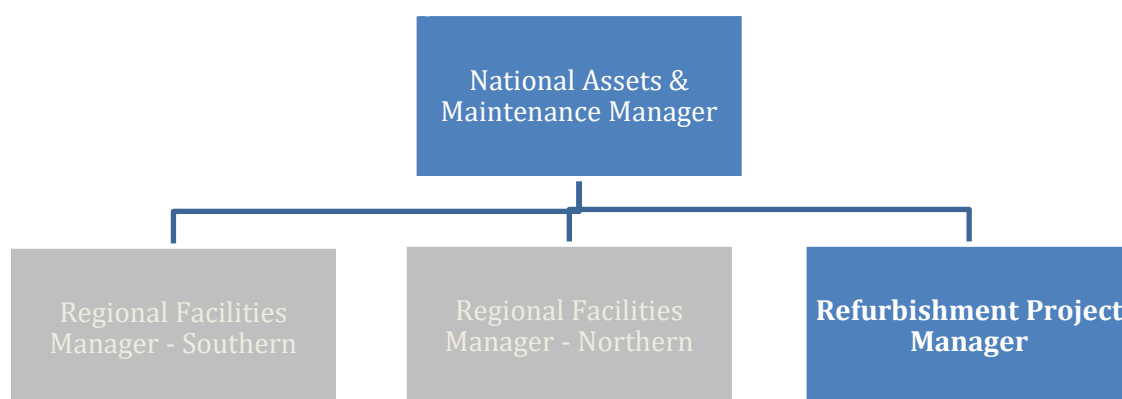 National Assets &
Maintenance Manager
Regional Facilities
Manager - Southern
Regional Facilities
Manager - Northern
Refurbishment Project
Manager